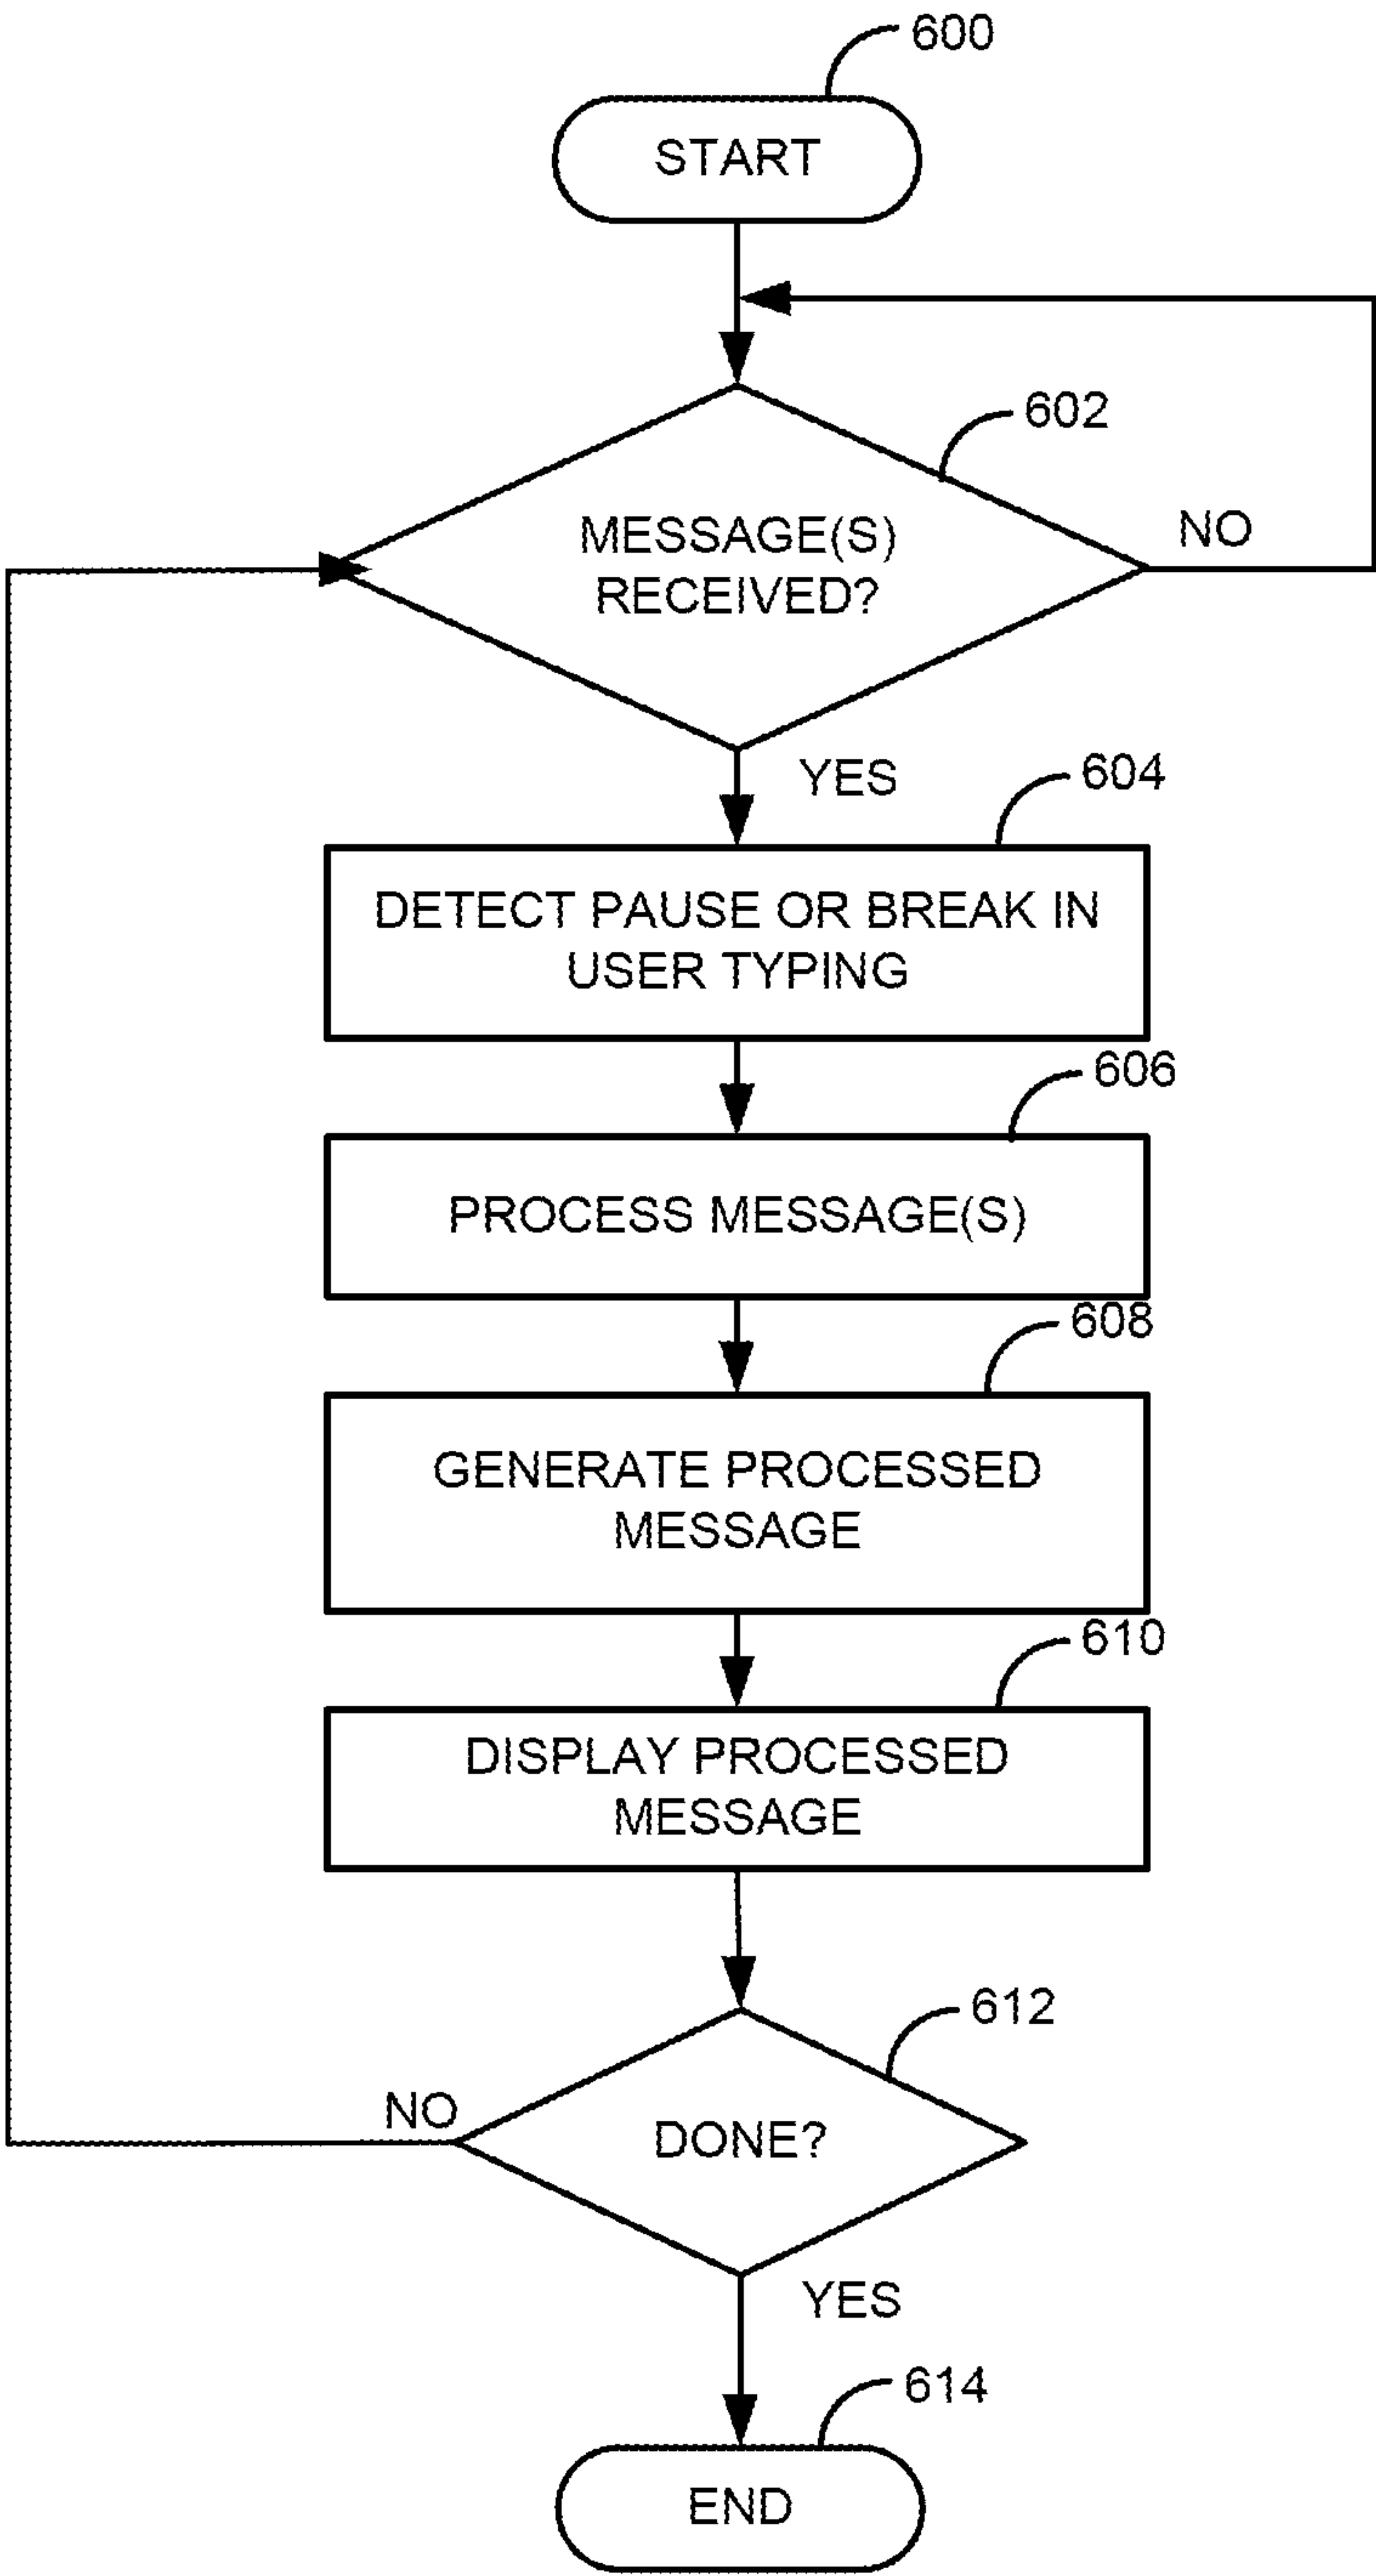 600
START
602
MESSAGE(S)
RECEIVED?
NO
YES
604
DETECT PAUSE OR BREAK IN
USER TYPING
606
PROCESS MESSAGE(S)
608
GENERATE PROCESSED
MESSAGE
610
DISPLAY PROCESSED
MESSAGE
612
NO
DONE?
YES
614
END